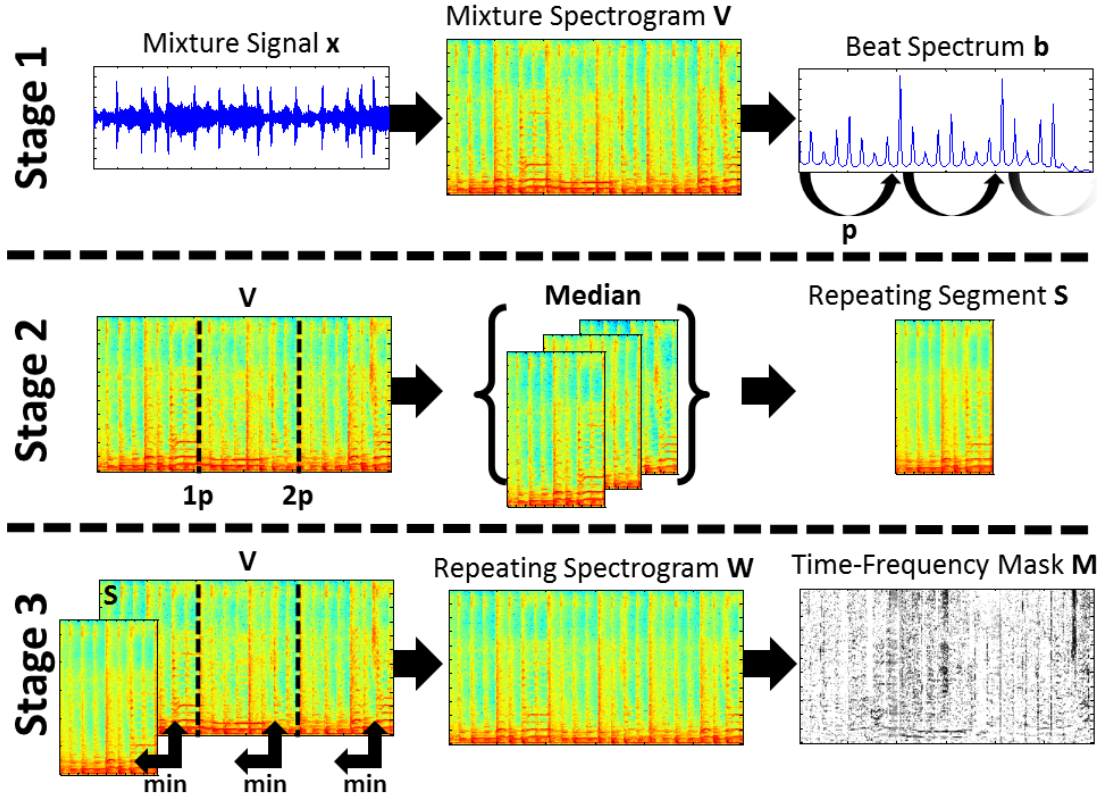 Stage 1
Mixture Signal x
Mixture Spectrogram V
Beat Spectrum b
p
Stage 2
V
Median
Repeating Segment S
1p
2p
Stage 3
V
S
Repeating Spectrogram W
Time-Frequency Mask M
min
min
min